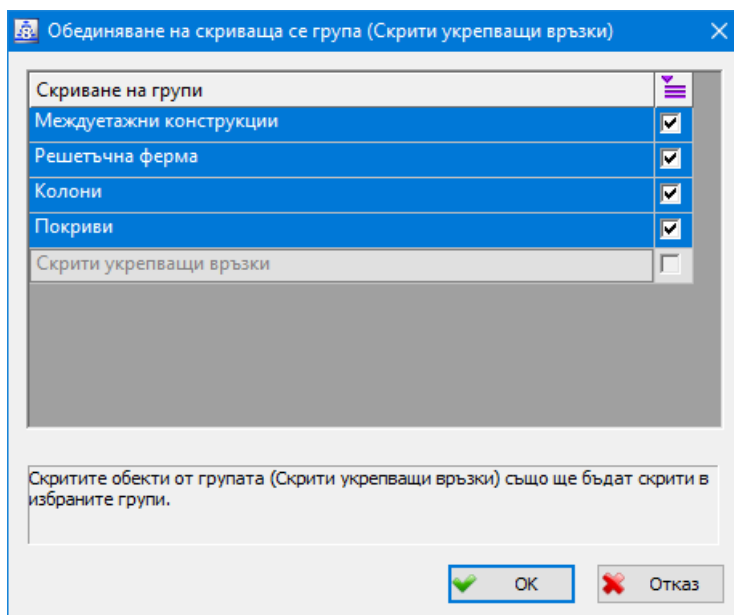 Обединяване на скриваща се група (Скрити укрепващи връзки)
Скриване на групи
Междуетажни конструкции
Решетъчна ферма
Колони
Покриви
Скрити укрепващи връзки
Скритите обекти от групата (Скрити укрепващи връзки) също ще бъдат скрити в
избраните групи.
OK
Отказ